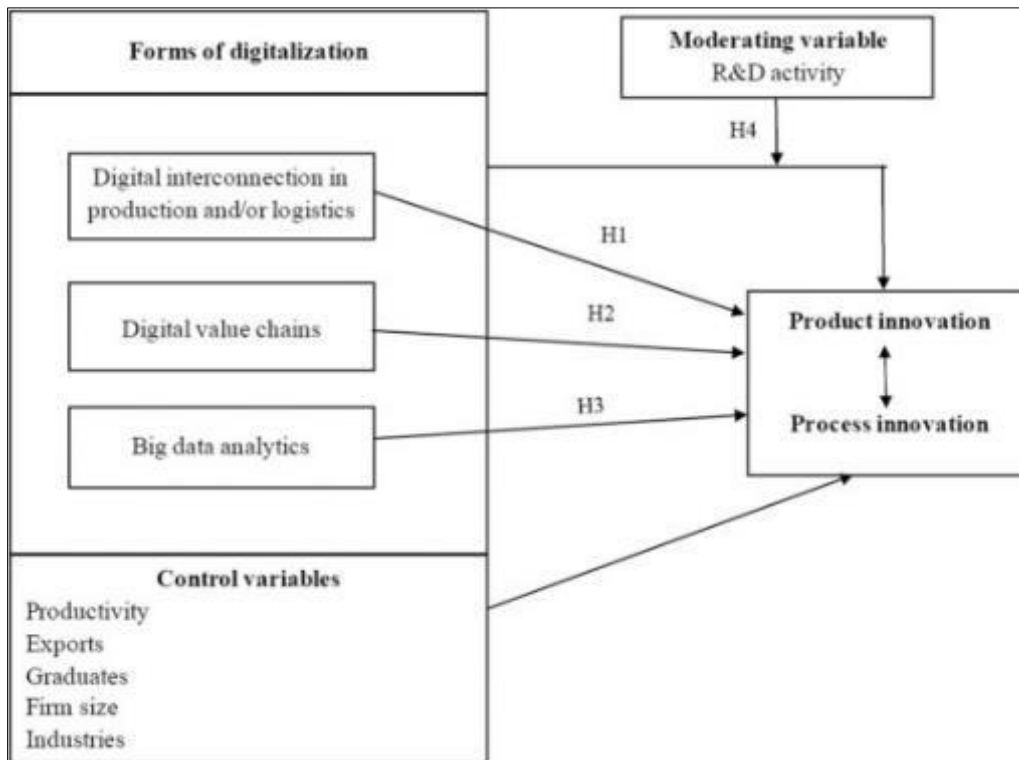 Forms of digitalization
Moderating variable
R&D activity
H4
Digital interconnection in
production and/or logistics
H1
Digital value chains
H2
Big data analytics
H3
Product innovation
Process innovation
Control variables
Productivity
Exports
Graduates
Firm size
Industries